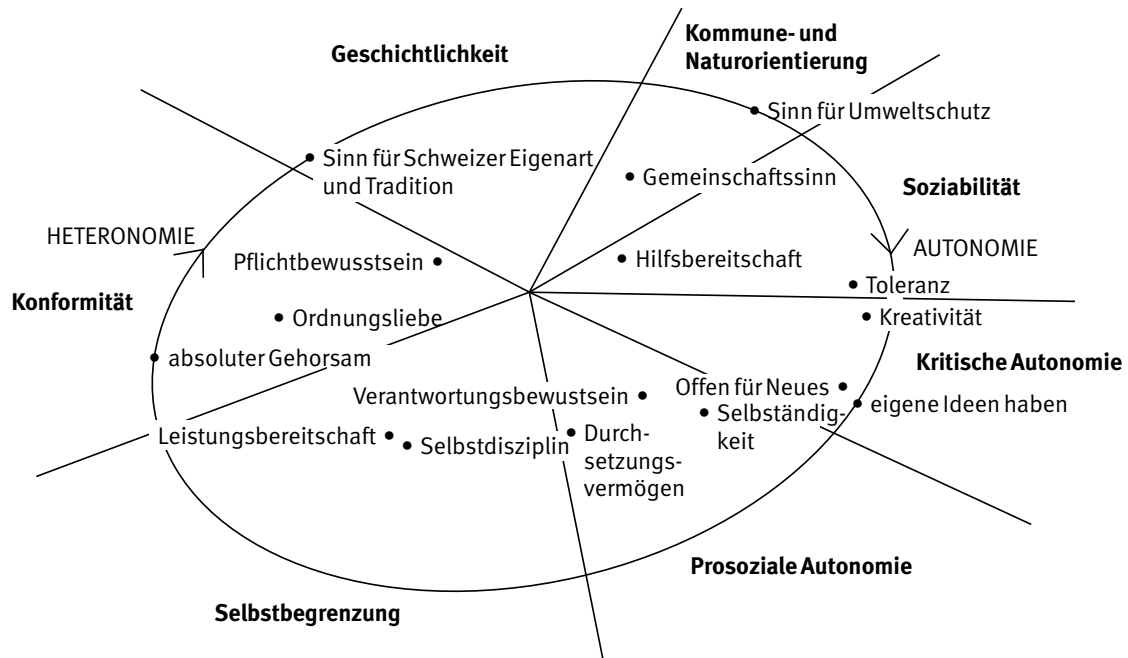 Kommune- und
Naturorientierung
Geschichtlichkeit
Sinn für Umweltschutz
Sinn für Schweizer Eigenart
und Tradition
Gemeinschaftssinn
Soziabilität
HETERONOMIE
AUTONOMIE
Pflichtbewusstsein
Hilfsbereitschaft
Toleranz
Konformität
Ordnungsliebe
Kreativität
absoluter Gehorsam
Kritische Autonomie
Offen für Neues
Verantwortungsbewustsein
eigene Ideen haben
Selbständig-
keit
Leistungsbereitschaft
Selbstdisziplin
Durch-
setzungs-
vermögen
Prosoziale Autonomie
Selbstbegrenzung